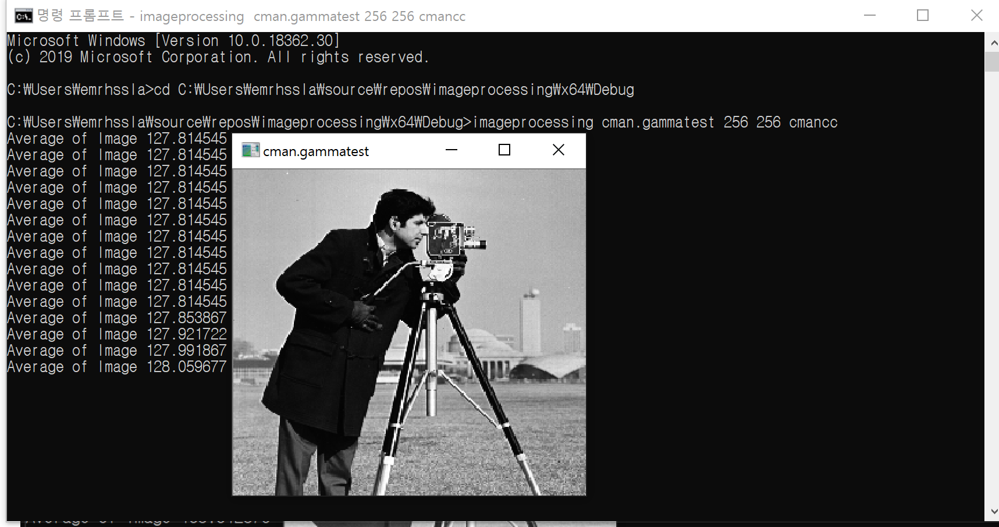 명령 프롬프트 - imageprocessing  cman.gammatest 256 256 cmancc
Microsoft Windows [Version 10.0.18362.30]
(c) 2019 Microsoft Corporation. All rights reserved.
C:₩Users₩emrhssla>cd C:₩Users₩emrhssla₩source₩repos₩imageprocessing₩x64₩Debug
C:₩Users₩emrhssla₩source₩repos₩imageprocessing₩x64₩Debug>imageprocessing cman.gammatest 256 256 cmancc
Average of Image 127.814545
Average of Image 127.814545
Average of Image 127.814545
Average of Image 127.814545
Average of Image 127.814545
Average of Image 127.814545
Average of Image 127.814545
Average of Image 127.814545
Average of Image 127.814545
Average of Image 127.814545
Average of Image 127.814545
Average of Image 127.853867
Average of Image 127.921722
Average of Image 127.991867
Average of Image 128.059677
cman.gammatest
Average of Image